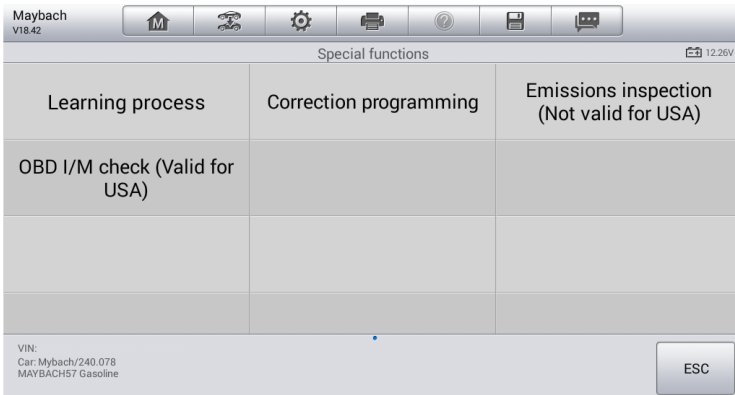 Maybach
V18.42
M
Special functions
12.26V
Learning process
Correction programming
Emissions inspection
(Not valid for USA)
OBD I/M check (Valid for
USA)
VIN:
Car: Mybach/240.078
MAYBACH57 Gasoline
ESC